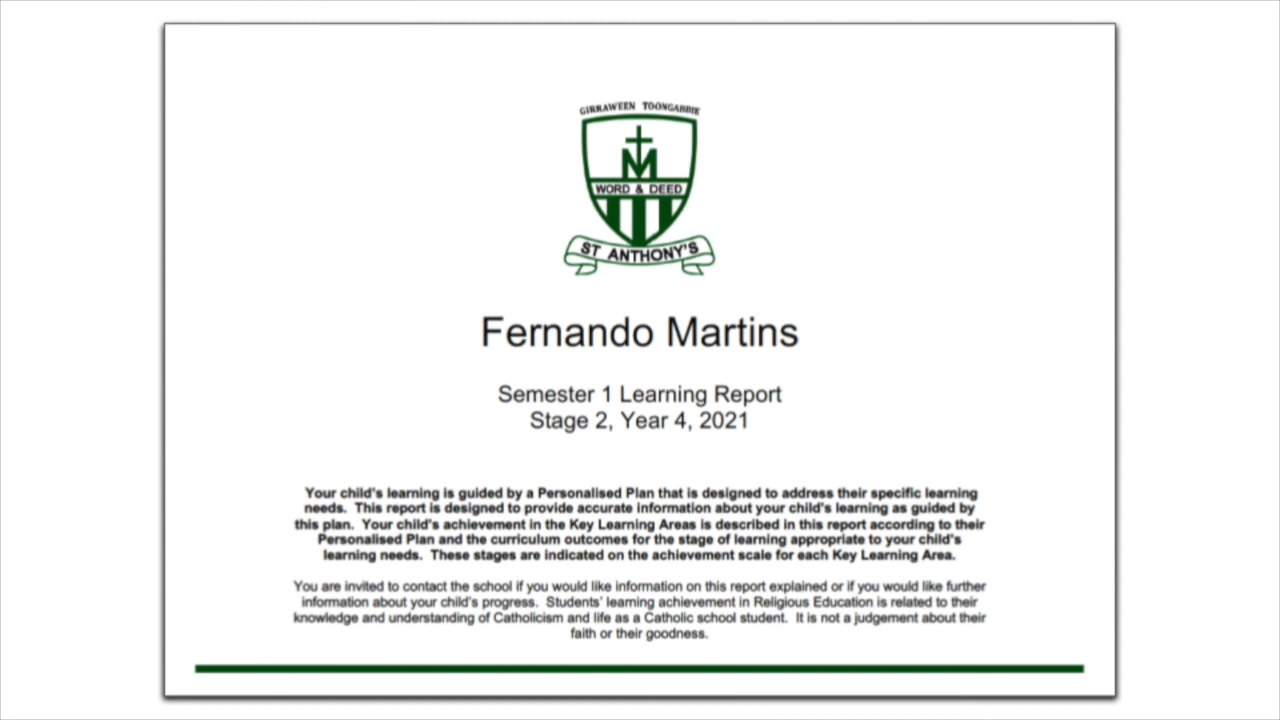 GIRRAWEEN TOONGABBIE
M
WORD & DEED
ST ANTHONY'S
Fernando Martins
Semester 1 Learning Report
Stage 2, Year 4, 2021
Your child's learning is guided by a Personalised Plan that is designed to address their specific learning
needs. This report is designed to provide accurate information about your child's learning as guided by
this plan. Your child's achievement in the Key Learning Areas is described in this report according to their
Personalised Plan and the curriculum outcomes for the stage of learning appropriate to your child's
learning needs. These stages are indicated on the achievement scale for each Key Learning Area.
You are invited to contact the school if you would like information on this report explained or if you would like further
information about your child's progress. Students' learning achievement in Religious Education is related to their
knowledge and understanding of Catholicism and life as a Catholic school student. It is not a judgement about their
faith or their goodness.